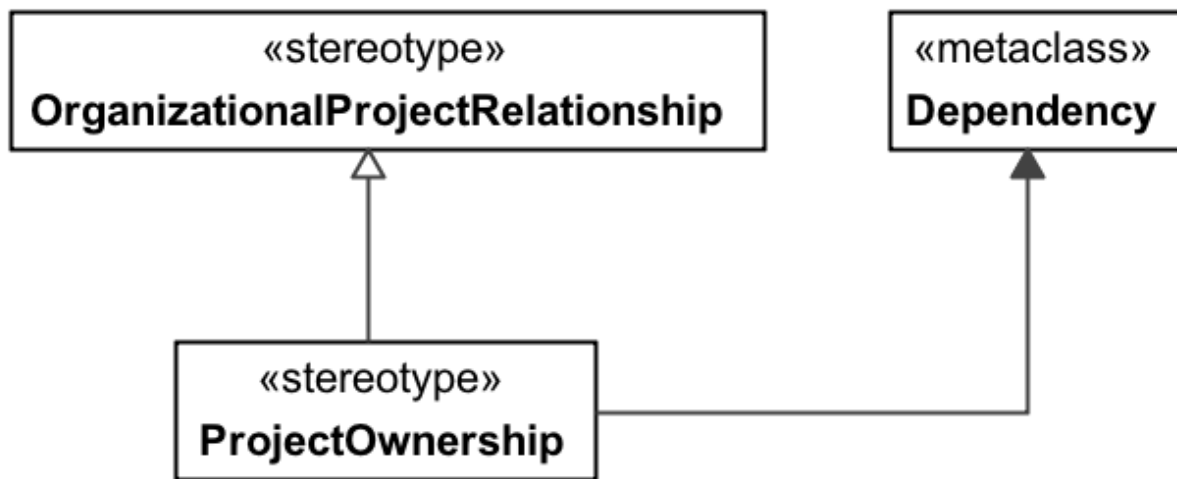 «stereotype»
OrganizationalProjectRelationship
«metaclass»
Dependency
«stereotype»
ProjectOwnership